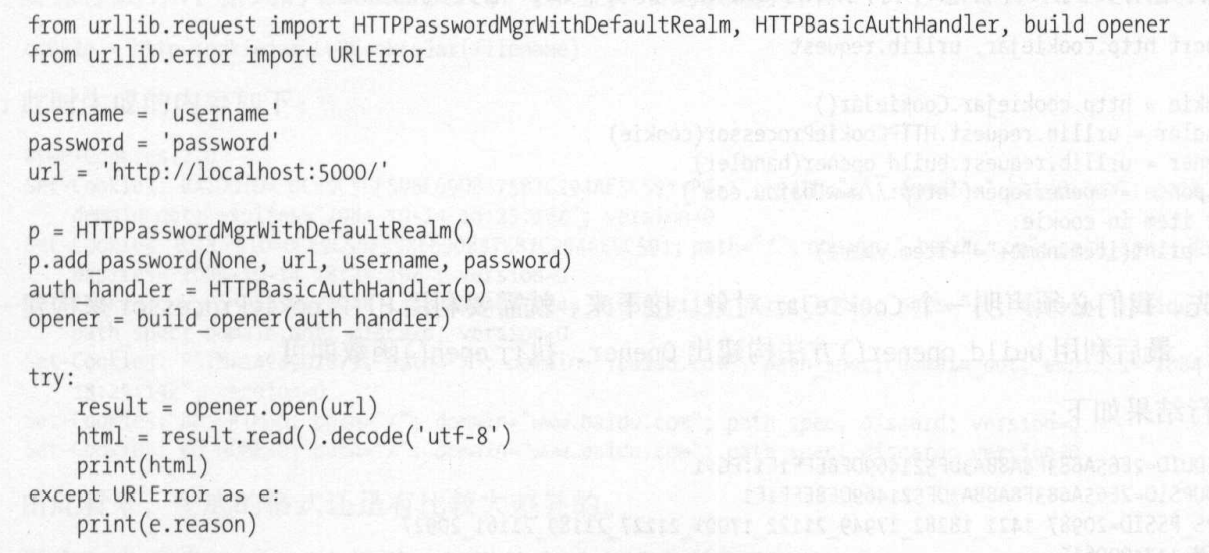 from urllib.request import HTTPPasswordMgrWithDefaultRealm, HTTPBasicAuthHandler, build_opener
from urllib.error import URLError
username = 'username'
password = 'password'
url = 'http://localhost:5000/'
p = HTTPPasswordMgrWithDefaultRealm()
p.add_password(None, url, username, password)
auth_handler = HTTPBasicAuthHandler(p)
opener = build_opener(auth_handler)
try:
    result = opener.open(url)
    html = result.read().decode('utf-8')
    print(html)
except URLError as e:
    print(e.reason)